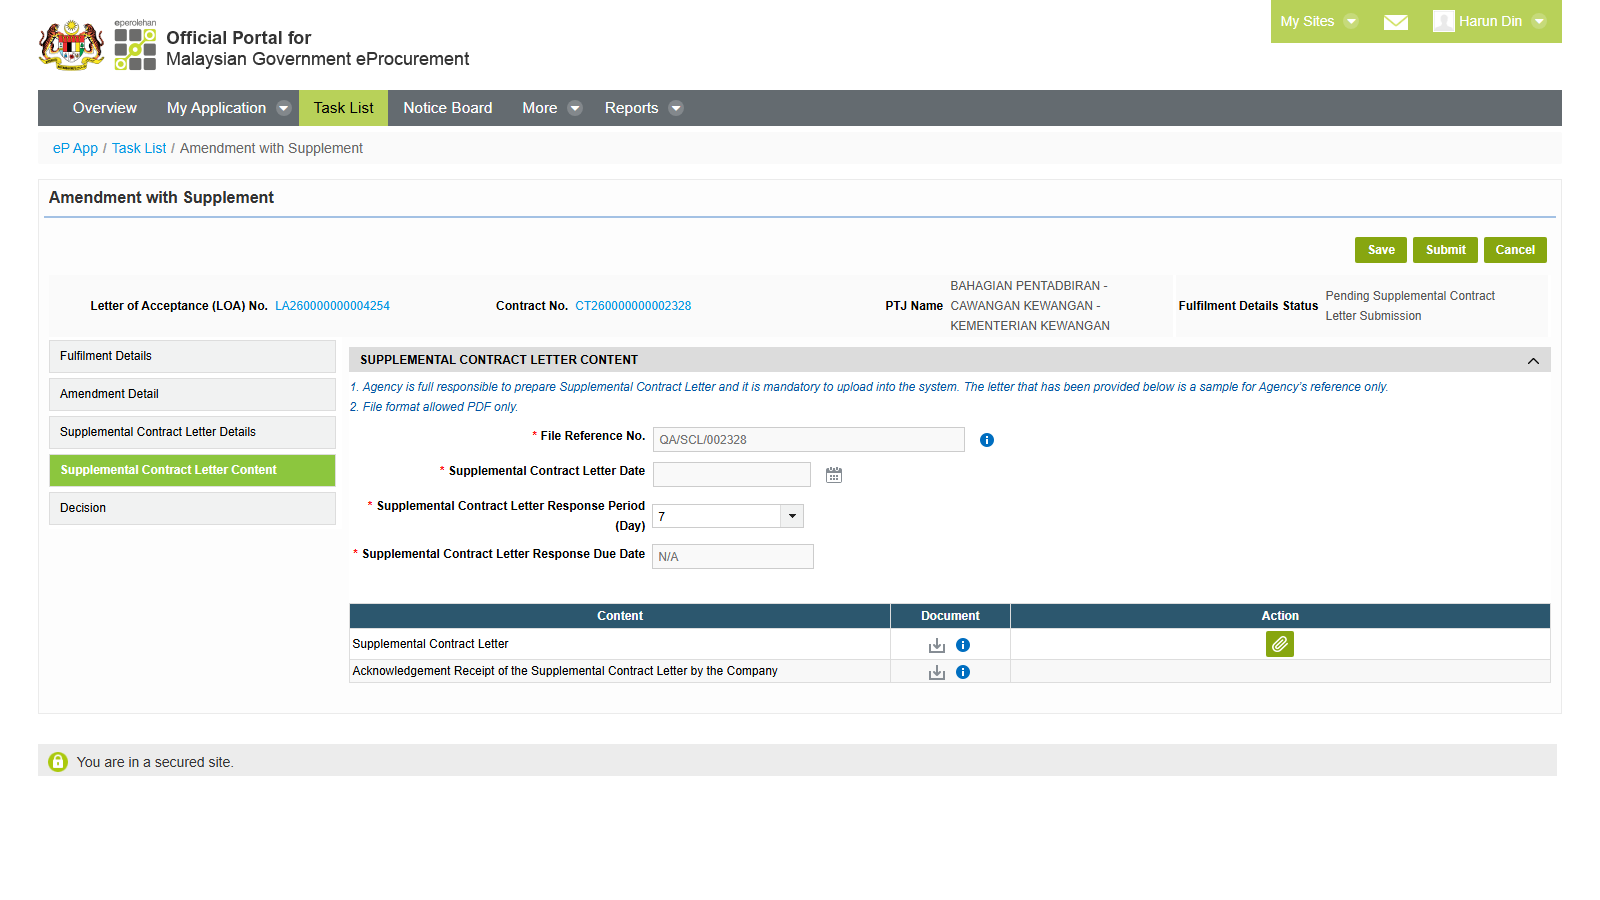 My Sites
Harun Din
eperolehan
Official Portal for
Malaysian Government eProcurement
Overview
My Application
Task List
Notice Board
More
Reports
eP App / Task List / Amendment with Supplement
Amendment with Supplement
Save
Submit
Cancel
Letter of Acceptance (LOA) No. LA260000000004254
Contract No. CT260000000002328
PTJ Name
BAHAGIAN PENTADBIRAN -
CAWANGAN KEWANGAN -
KEMENTERIAN KEWANGAN
Fulfilment Details Status
Pending Supplemental Contract
Letter Submission
Fulfilment Details
Amendment Detail
Supplemental Contract Letter Details
Supplemental Contract Letter Content
Decision
SUPPLEMENTAL CONTRACT LETTER CONTENT
1. Agency is full responsible to prepare Supplemental Contract Letter and it is mandatory to upload into the system. The letter that has been provided below is a sample for Agency's reference only.
2. File format allowed PDF only.
* File Reference No. QA/SCL/002328
* Supplemental Contract Letter Date
* Supplemental Contract Letter Response Period
(Day)
7
* Supplemental Contract Letter Response Due Date N/A
Content Document Action
Supplemental Contract Letter
Acknowledgement Receipt of the Supplemental Contract Letter by the Company
You are in a secured site.